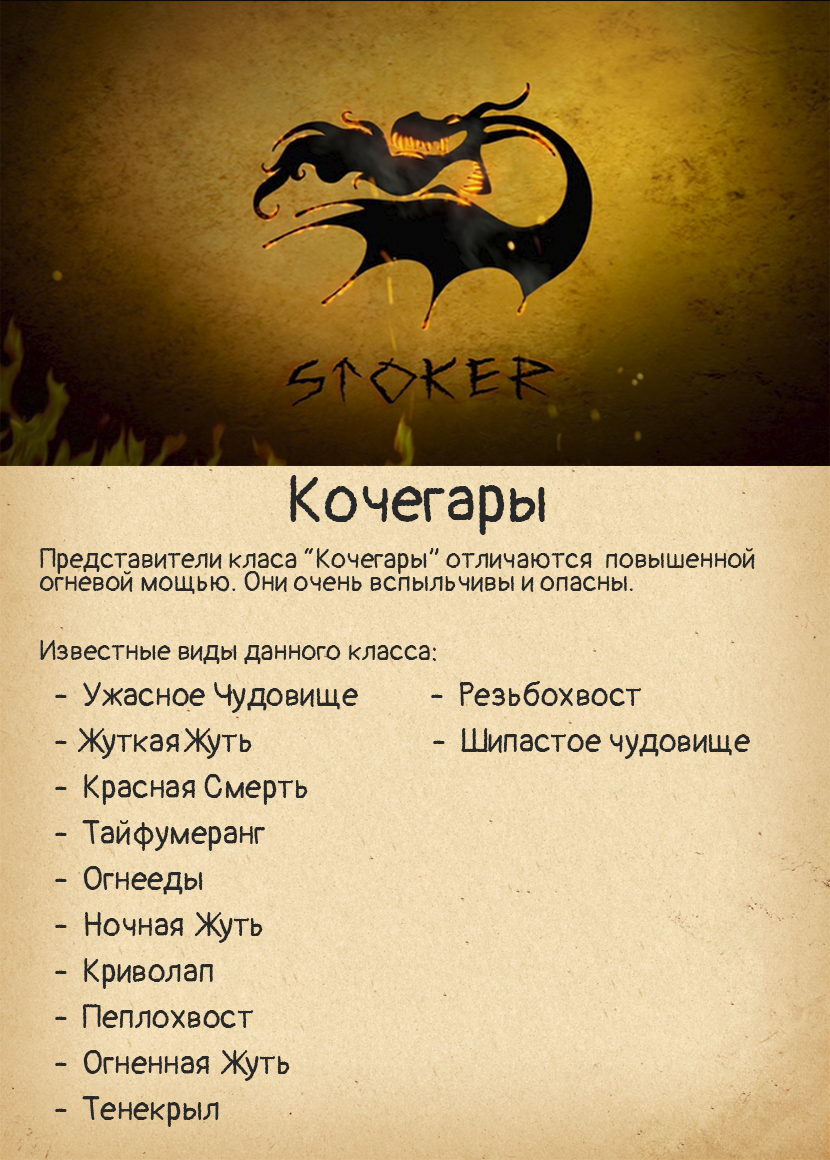 STOKER
Кочегары
Представители класа “Кочегары” отличаются повышенной
огневой мощью. Они очень вспыльчивы и опасны.
Известные виды данного класса:
- Ужасное Чудовище
- Жуткая Жуть
- Красная Смерть
- Тайфумеранг
- Огнееды
- Ночная Жуть
- Криволап
- Пеплохвост
- Огненная Жуть
- Тенекрыл
- Резьбохвост
- Шипастое чудовище